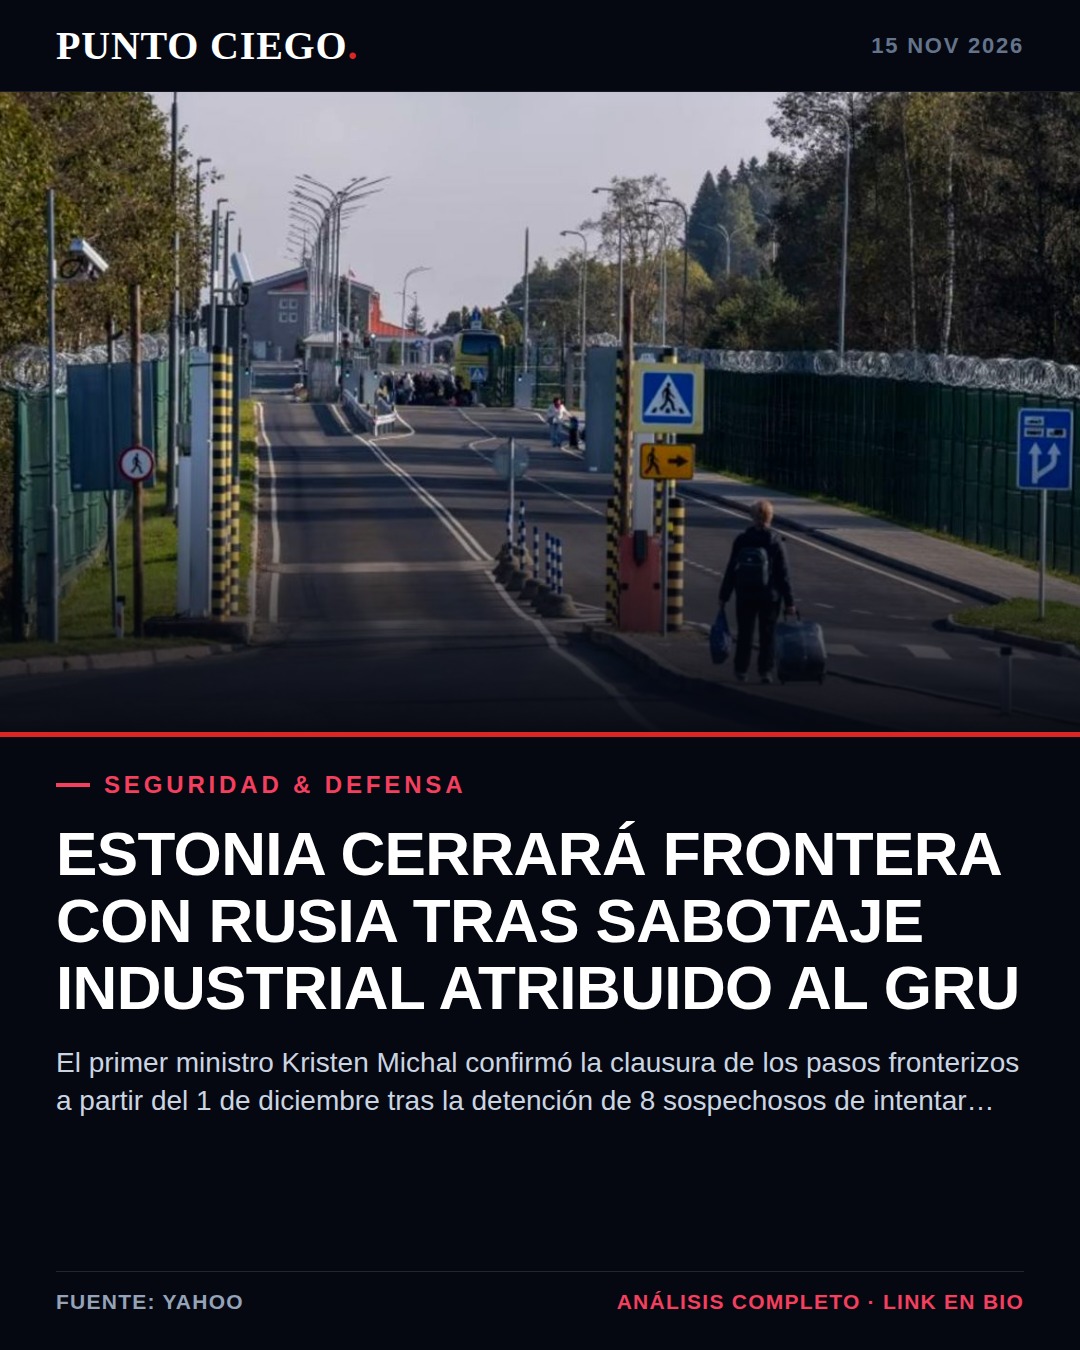 PUNTO CIEGO.
15 NOV 2026
SEGURIDAD & DEFENSA
ESTONIA CERRARÁ FRONTERA
CON RUSIA TRAS SABOTAJE
INDUSTRIAL ATRIBUIDO AL GRU
El primer ministro Kristen Michal confirmó la clausura de los pasos fronterizos
a partir del 1 de diciembre tras la detención de 8 sospechosos de intentar…
FUENTE: YAHOO
ANÁLISIS COMPLETO · LINK EN BIO